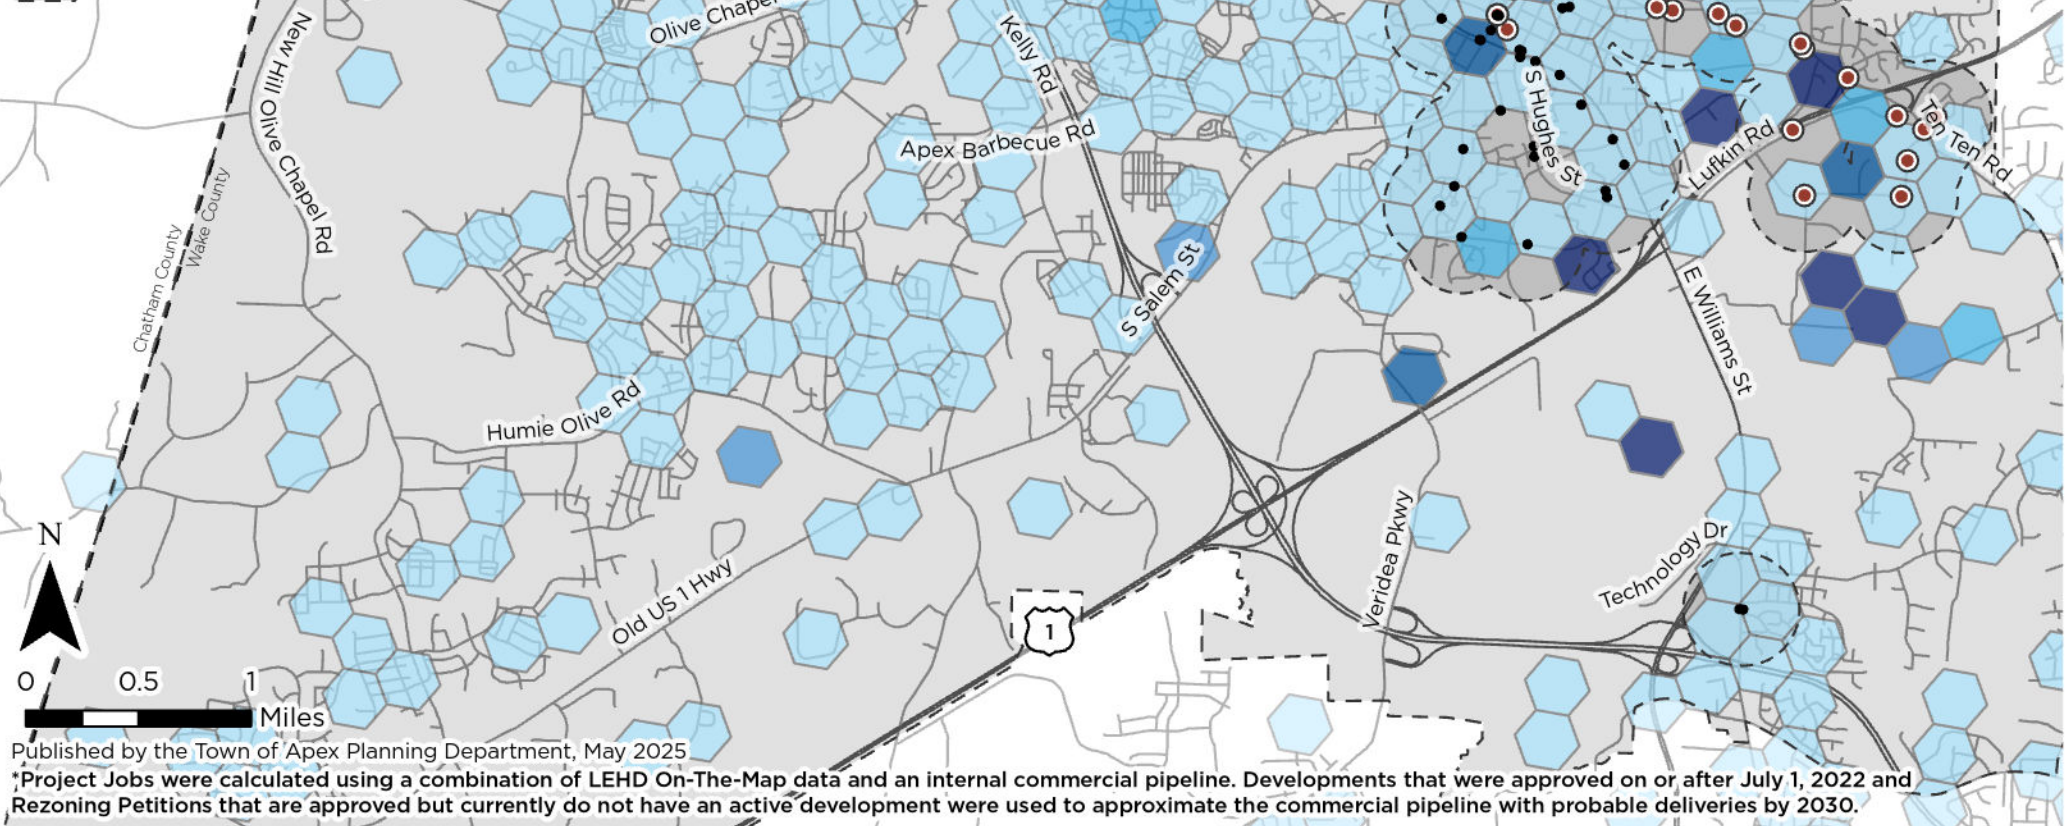 Olive Chapel
New Hill Olive Chapel Rd
Kelly Rd
S Hughes St
Ten Ten Rd
Lufkin Rd
Apex Barbecue Rd
Chatham County
Wake County
S Salem St
E Williams St
Humie Olive Rd
Veridea Pkwy
Technology Dr
Old US 1 Hwy
N
1
0 0.5 1
Miles
Published by the Town of Apex Planning Department, May 2025
*Project Jobs were calculated using a combination of LEHD On-The-Map data and an internal commercial pipeline. Developments that were approved on or after July 1, 2022 and
Rezoning Petitions that are approved but currently do not have an active development were used to approximate the commercial pipeline with probable deliveries by 2030.